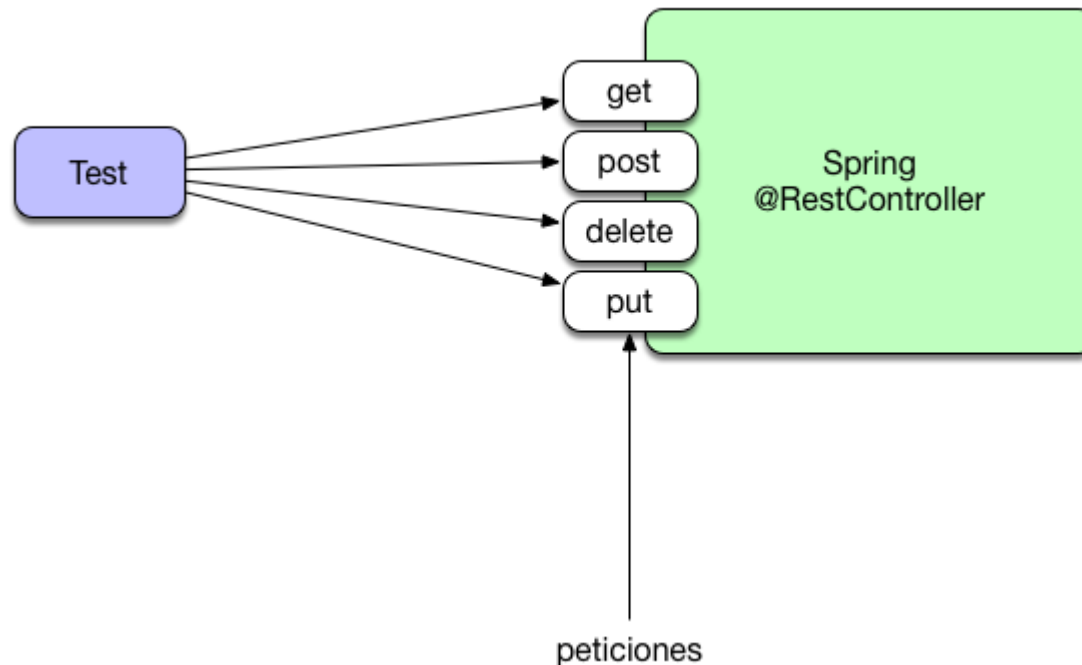 get
Test
post
Spring
@RestController
delete
put
peticiones